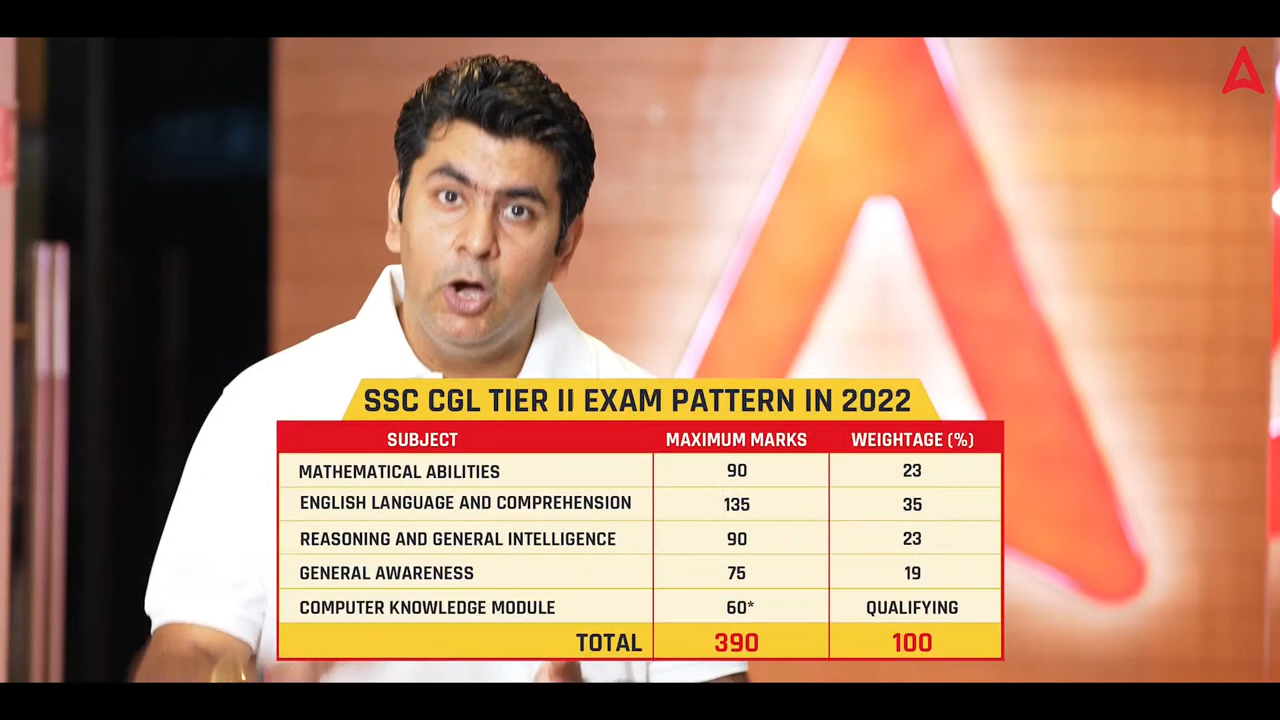 SSC CGL TIER II EXAM PATTERN IN 2022
SUBJECT MAXIMUM MARKS WEIGHTAGE (%)
MATHEMATICAL ABILITIES 90 23
ENGLISH LANGUAGE AND COMPREHENSION 135 35
REASONING AND GENERAL INTELLIGENCE 90 23
GENERAL AWARENESS 75 19
COMPUTER KNOWLEDGE MODULE 60* QUALIFYING
TOTAL 390 100